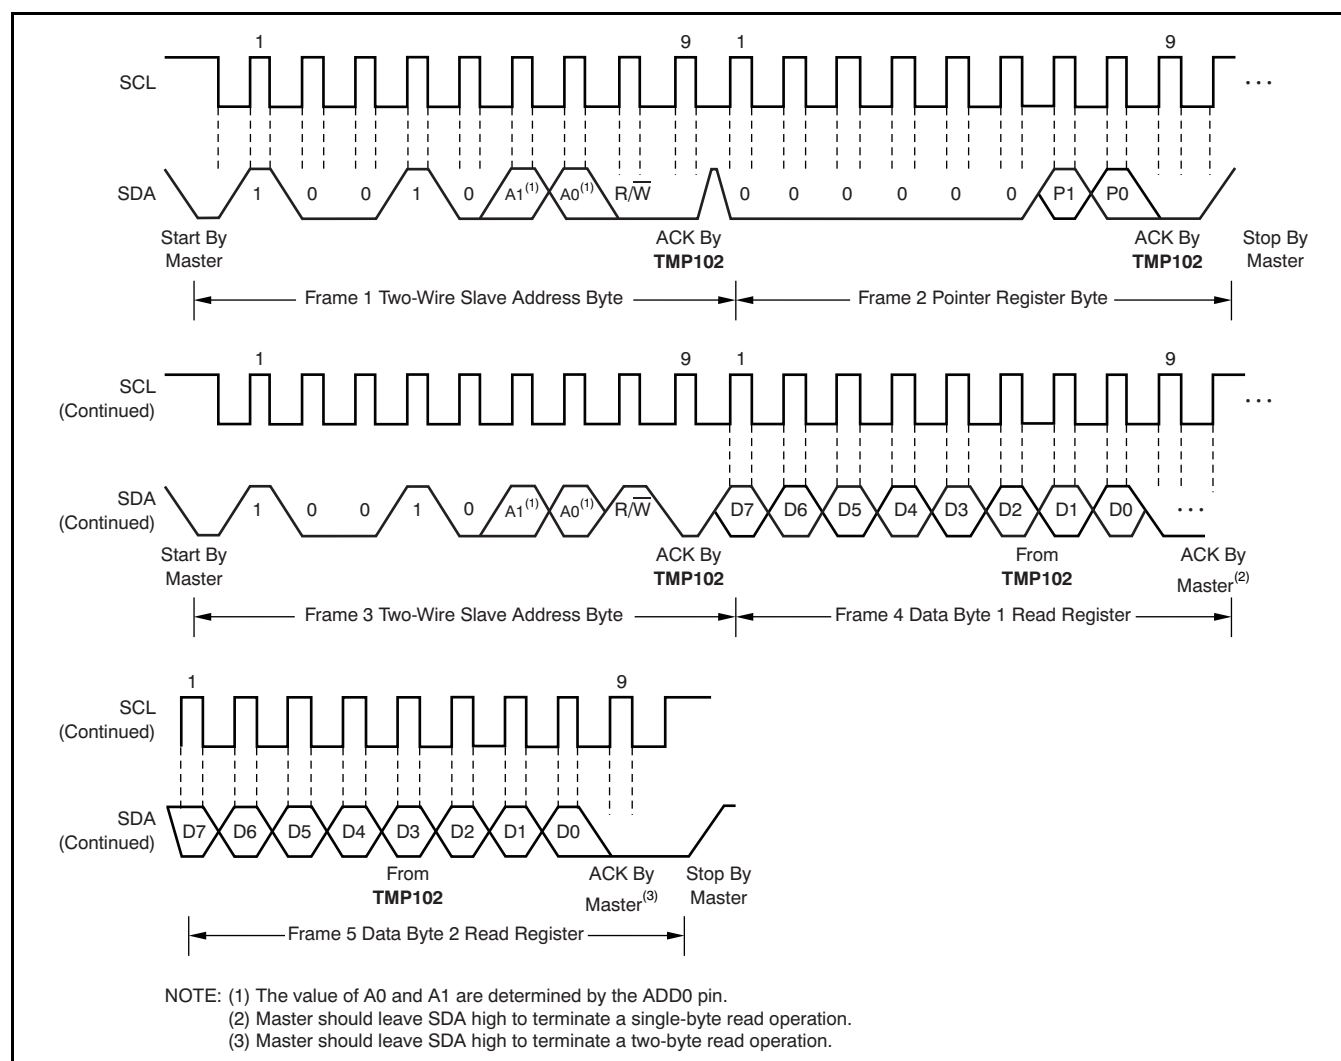 1 9 1 9
SCL ...
SDA 1 0 0 1 0 A1(1) A0(1) R/W̅ 0 0 0 0 0 0 P1 P0
Start By ACK By ACK By Stop By
Master TMP102 TMP102 Master
Frame 1 Two-Wire Slave Address Byte Frame 2 Pointer Register Byte
1 9 1 9
SCL
(Continued) ...
SDA
(Continued) 1 0 0 1 0 A1(1) A0(1) R/W̅ D7 D6 D5 D4 D3 D2 D1 D0 ...
Start By ACK By From ACK By
Master TMP102 TMP102 Master(2)
Frame 3 Two-Wire Slave Address Byte Frame 4 Data Byte 1 Read Register
1 9
SCL
(Continued)
SDA
(Continued) D7 D6 D5 D4 D3 D2 D1 D0
From ACK By Stop By
TMP102 Master(3) Master
Frame 5 Data Byte 2 Read Register
NOTE: (1) The value of A0 and A1 are determined by the ADD0 pin.
(2) Master should leave SDA high to terminate a single-byte read operation.
(3) Master should leave SDA high to terminate a two-byte read operation.